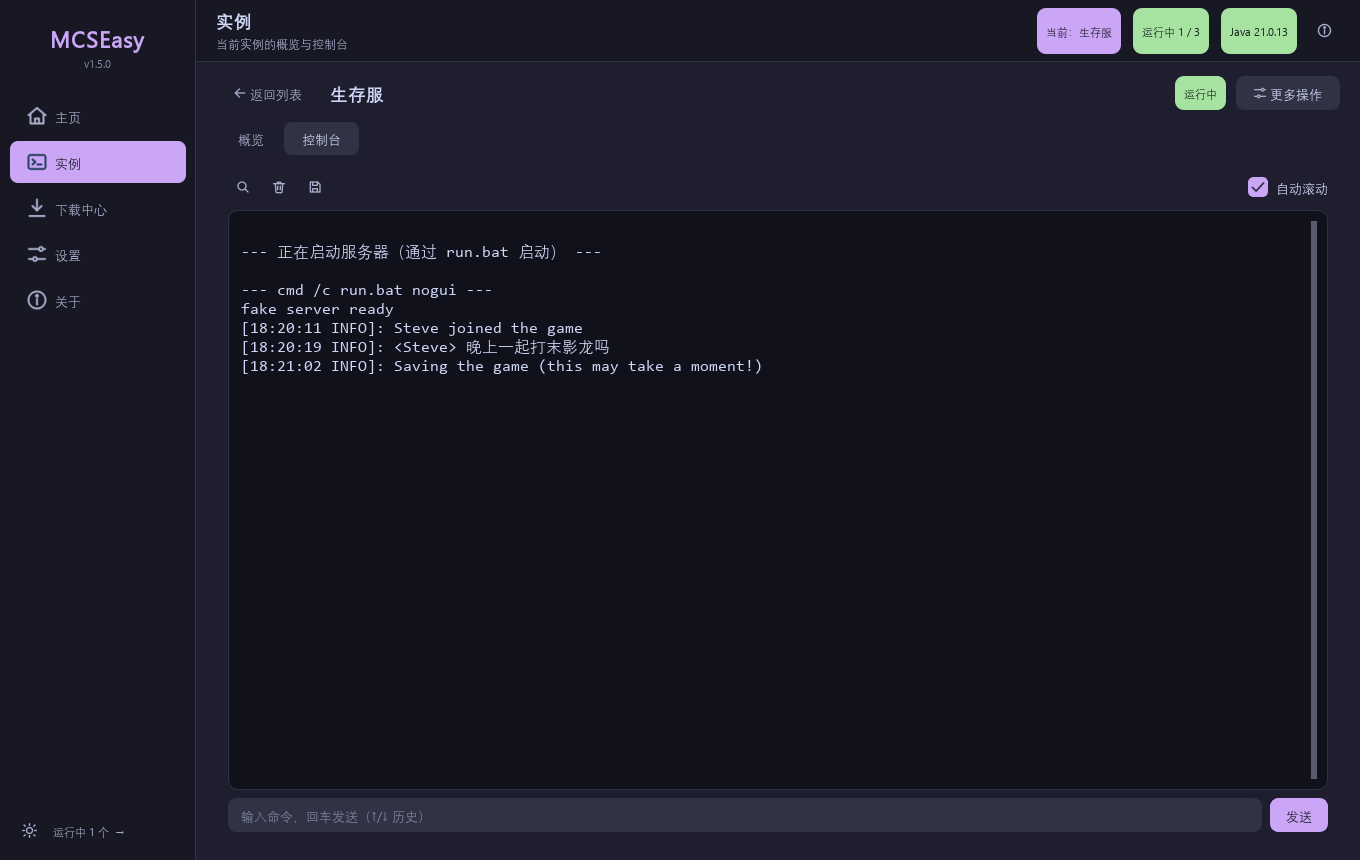 MCSEasy
v1.5.0
主页
实例
下载中心
设置
关于
运行中 1 个 →
实例
当前实例的概览与控制台
当前：生存服
运行中 1 / 3
Java 21.0.13
返回列表
生存服
运行中
更多操作
概览
控制台
自动滚动
--- 正在启动服务器（通过 run.bat 启动） ---
--- cmd /c run.bat nogui ---
fake server ready
[18:20:11 INFO]: Steve joined the game
[18:20:19 INFO]: <Steve> 晚上一起打末影龙吗
[18:21:02 INFO]: Saving the game (this may take a moment!)
输入命令，回车发送（↑/↓ 历史）
发送